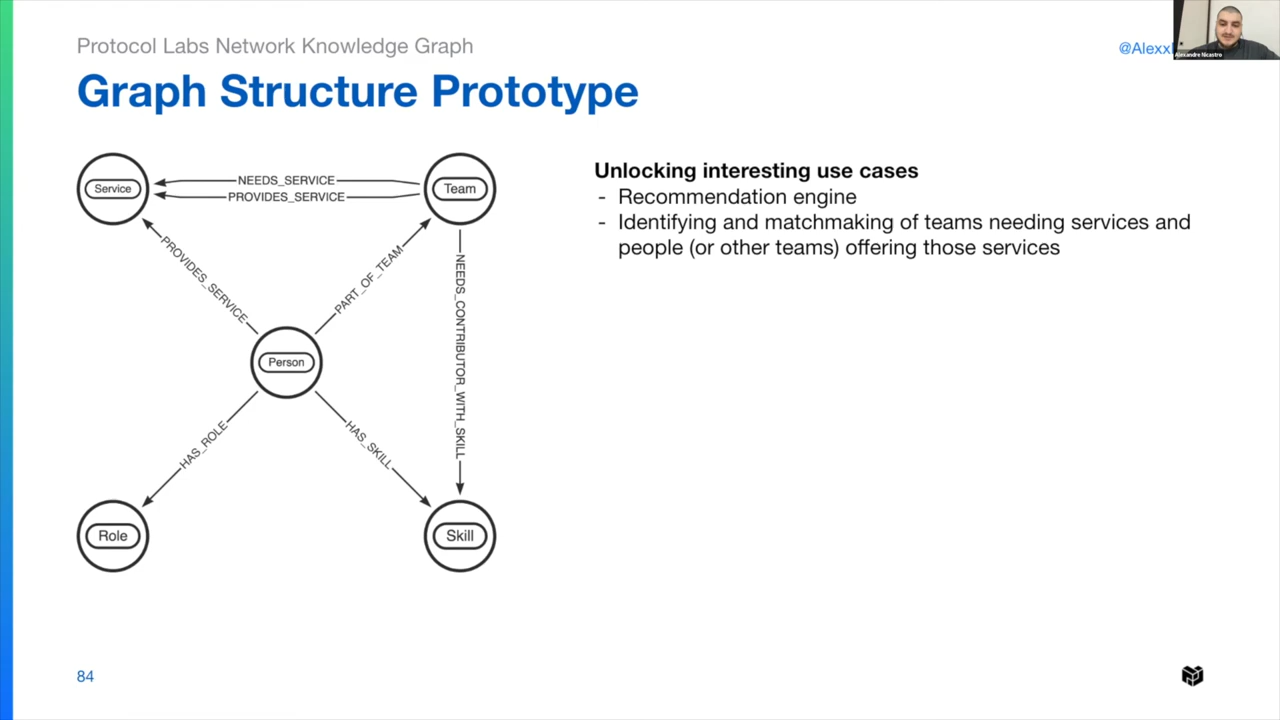 Protocol Labs Network Knowledge Graph
@Alexx
Alexandre Nicastro
Graph Structure Prototype
Service
NEEDS_SERVICE
PROVIDES_SERVICE
Team
PROVIDES_SERVICE
PART_OF_TEAM
NEEDS_CONTRIBUTOR_WITH_SKILL
Person
HAS_ROLE
HAS_SKILL
Role
Skill
Unlocking interesting use cases
- Recommendation engine
- Identifying and matchmaking of teams needing services and
people (or other teams) offering those services
84